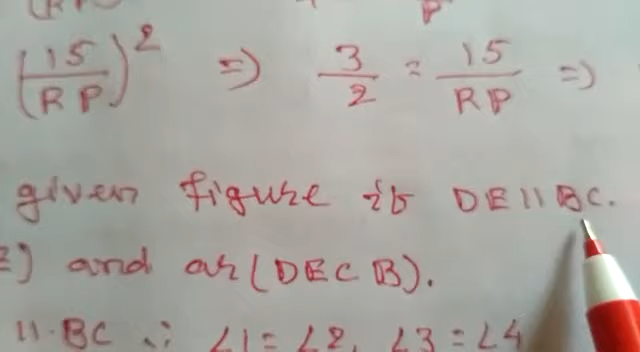 (15/RP)² => 3/2 = 15/RP =>
given figure is DE || BC.
) and ar(DECB).
||.BC ∴ ∠1=∠2, ∠3=∠4